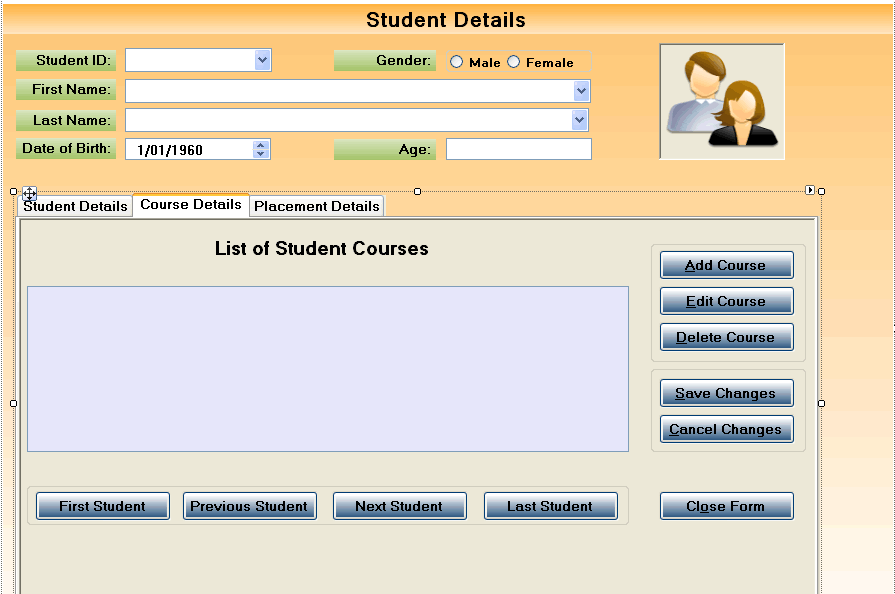 Student Details
Student ID:
Gender: Male Female
First Name:
Last Name:
Date of Birth: 1/01/1960
Age:
Student Details Course Details Placement Details
List of Student Courses
Add Course
Edit Course
Delete Course
Save Changes
Cancel Changes
First Student Previous Student Next Student Last Student Close Form